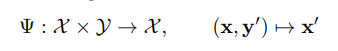 Ψ : 𝒳 × 𝒴 → 𝒳, (𝐱, 𝐲′) ↦ 𝐱′